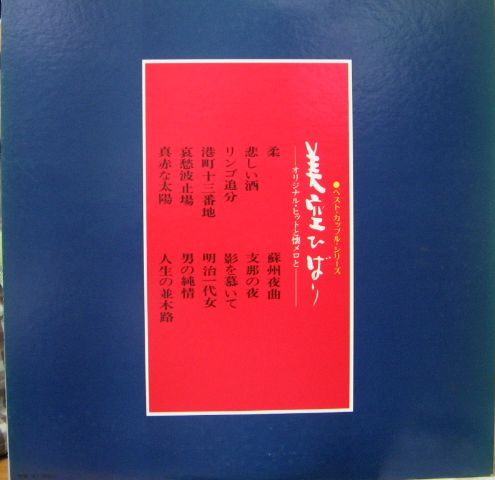 ●ベスト・カップル・シリーズ
美空ひばり
──オリジナル・ヒットと懐メロと──
柔
悲しい酒
リンゴ追分
港町十三番地
哀愁波止場
真赤な太陽
蘇州夜曲
支那の夜
影を慕いて
明治一代女
男の純情
人生の並木路